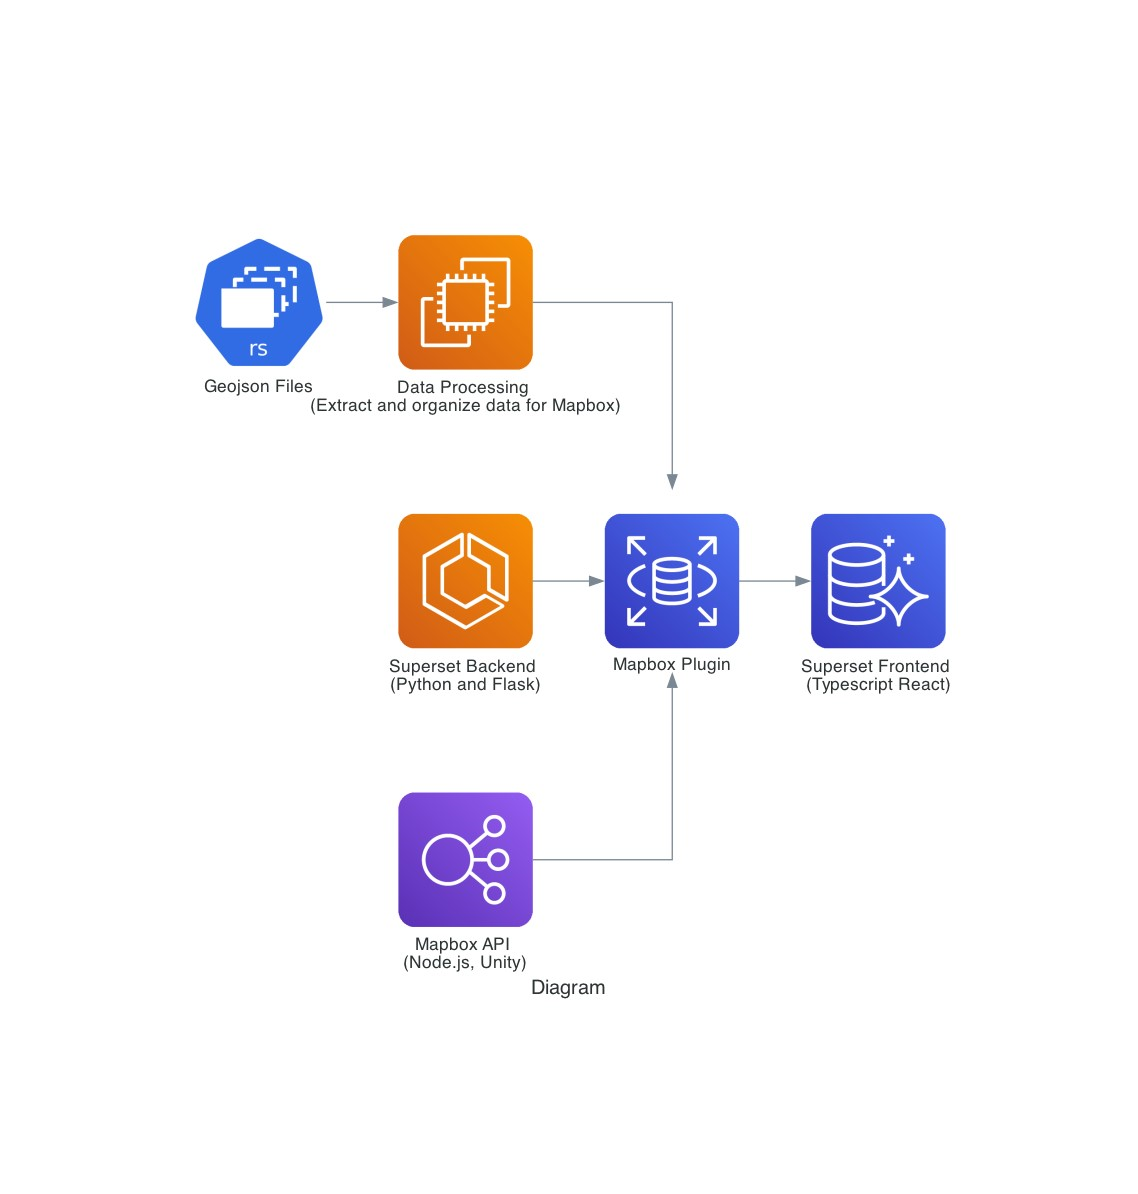 rs
Geojson Files
Data Processing
(Extract and organize data for Mapbox)
Superset Backend
(Python and Flask)
Mapbox Plugin
Superset Frontend
(Typescript React)
Mapbox API
(Node.js, Unity)
Diagram